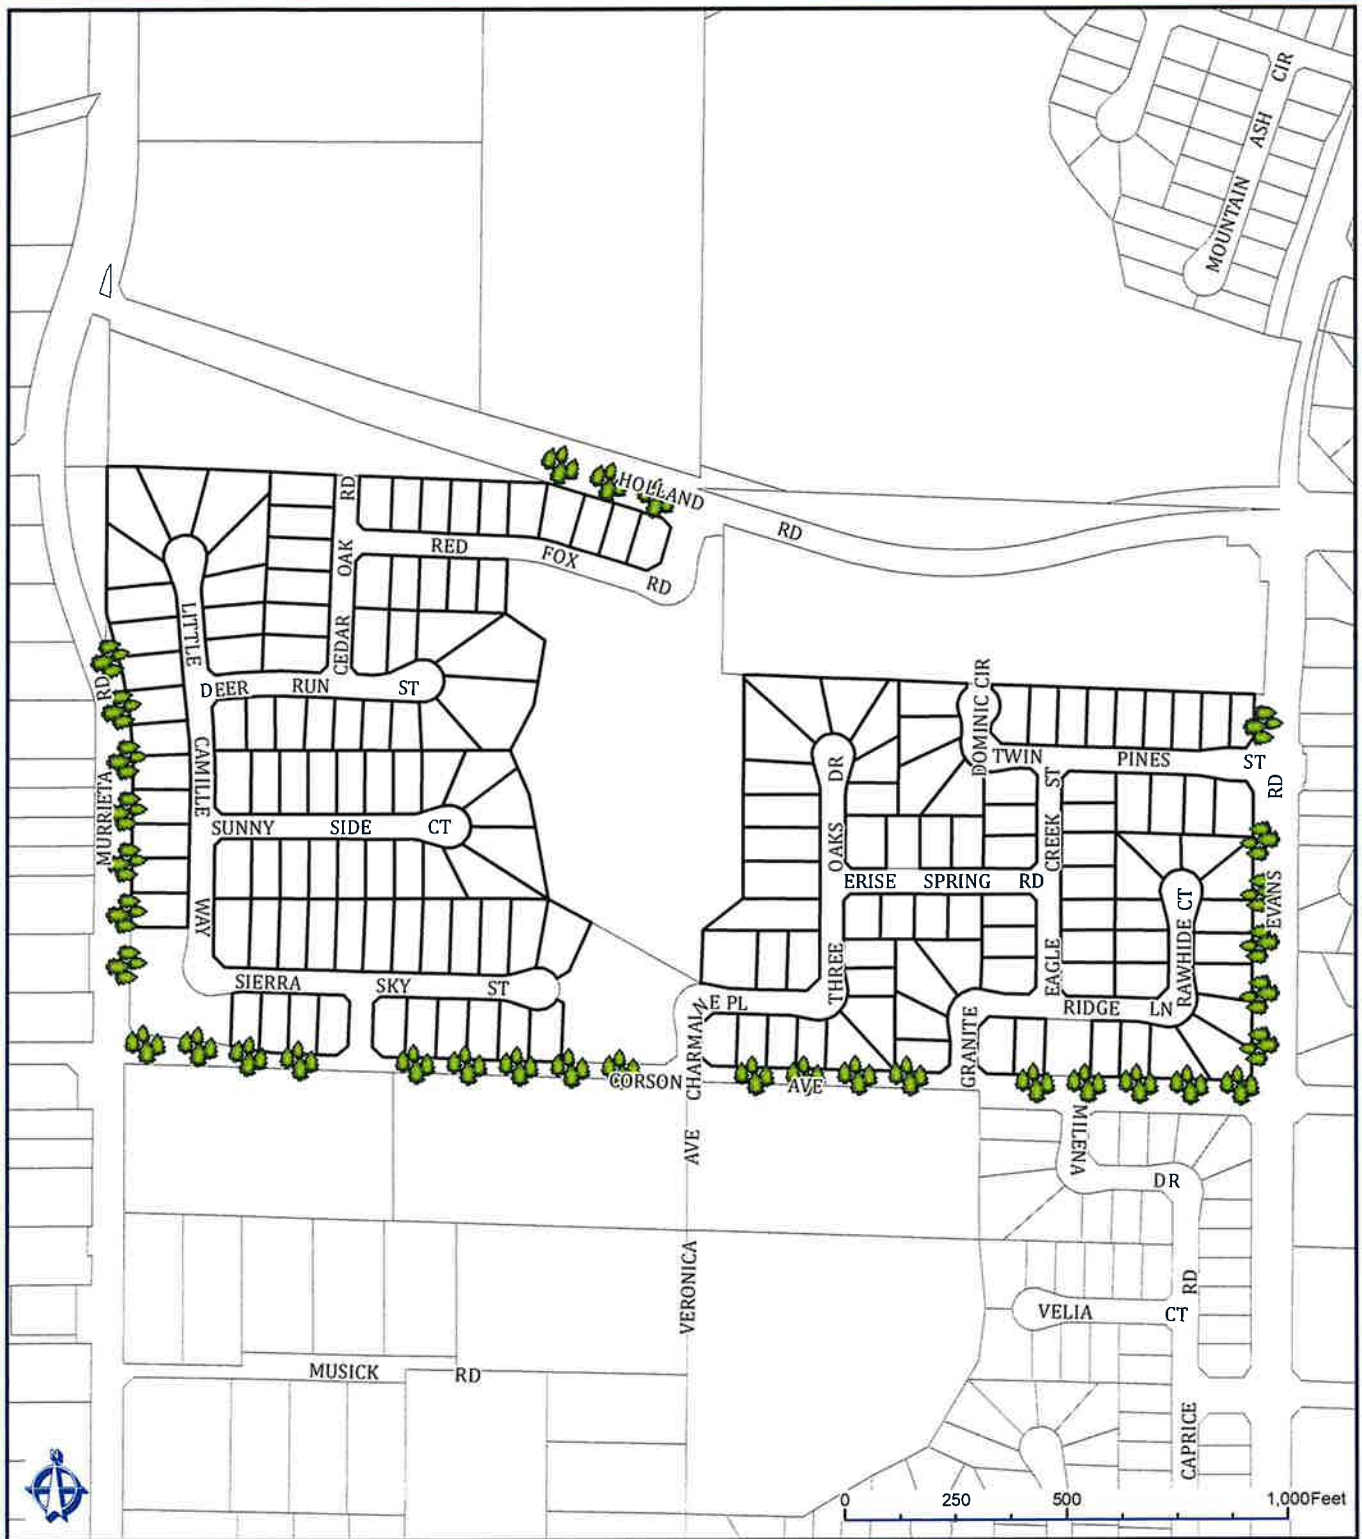 MOUNTAIN ASH CIR
HOLLAND RD
RED FOX RD
CEDAR OAK RD
LITTLE CAMILLE WAY
DEER RUN ST
SUNNY SIDE CT
SIERRA SKY ST
MURRIETA RD
DOMINIC CIR
TWIN PINES ST
THREE OAKS DR
ERISE SPRING RD
EAGLE CREEK ST
RAWHIDE CT
EVANS RD
GRANITE RIDGE LN
CHARMAINE PL
CORSON AVE
VERONICA AVE
MILENA DR
VELIA CT
CAPRICE RD
MUSICK RD
N
0 250 500 1,000Feet